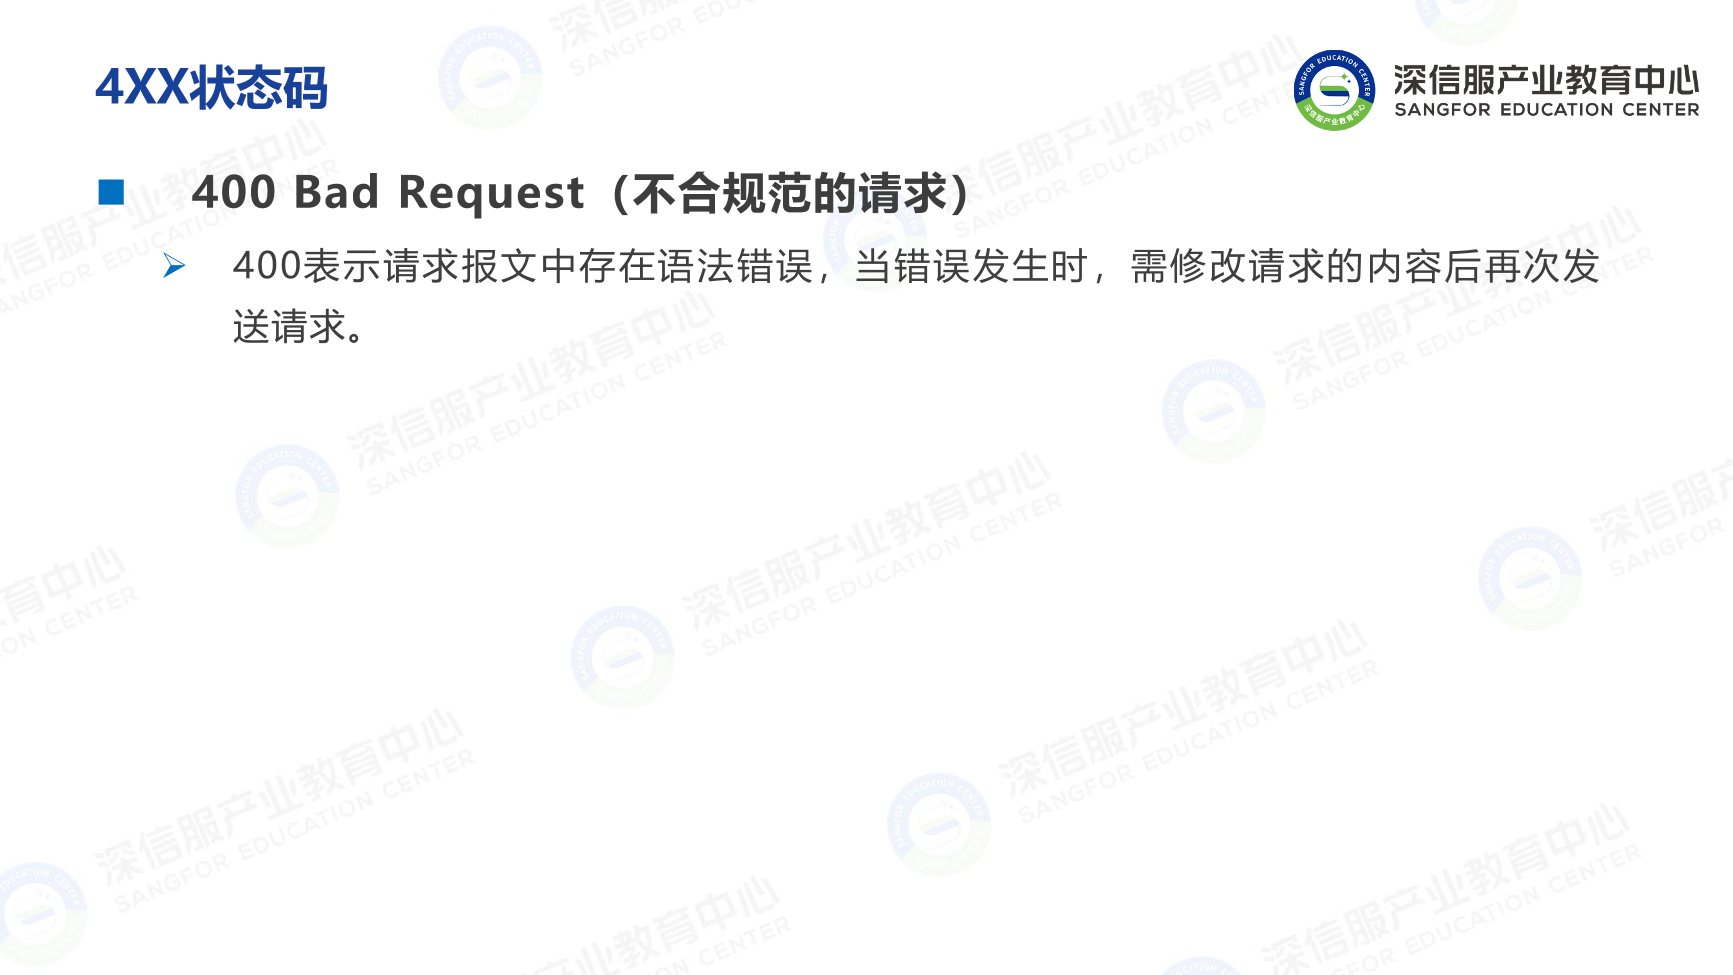 4XX状态码
深信服产业教育中心
SANGFOR EDUCATION CENTER
400 Bad Request（不合规范的请求）
400表示请求报文中存在语法错误，当错误发生时，需修改请求的内容后再次发
送请求。